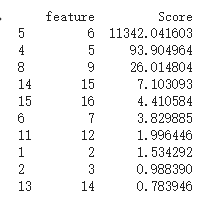 feature Score
5 6 11342.041603
4 5 93.904964
8 9 26.014804
14 15 7.103093
15 16 4.410584
6 7 3.829885
11 12 1.996446
1 2 1.534292
2 3 0.988390
13 14 0.783946